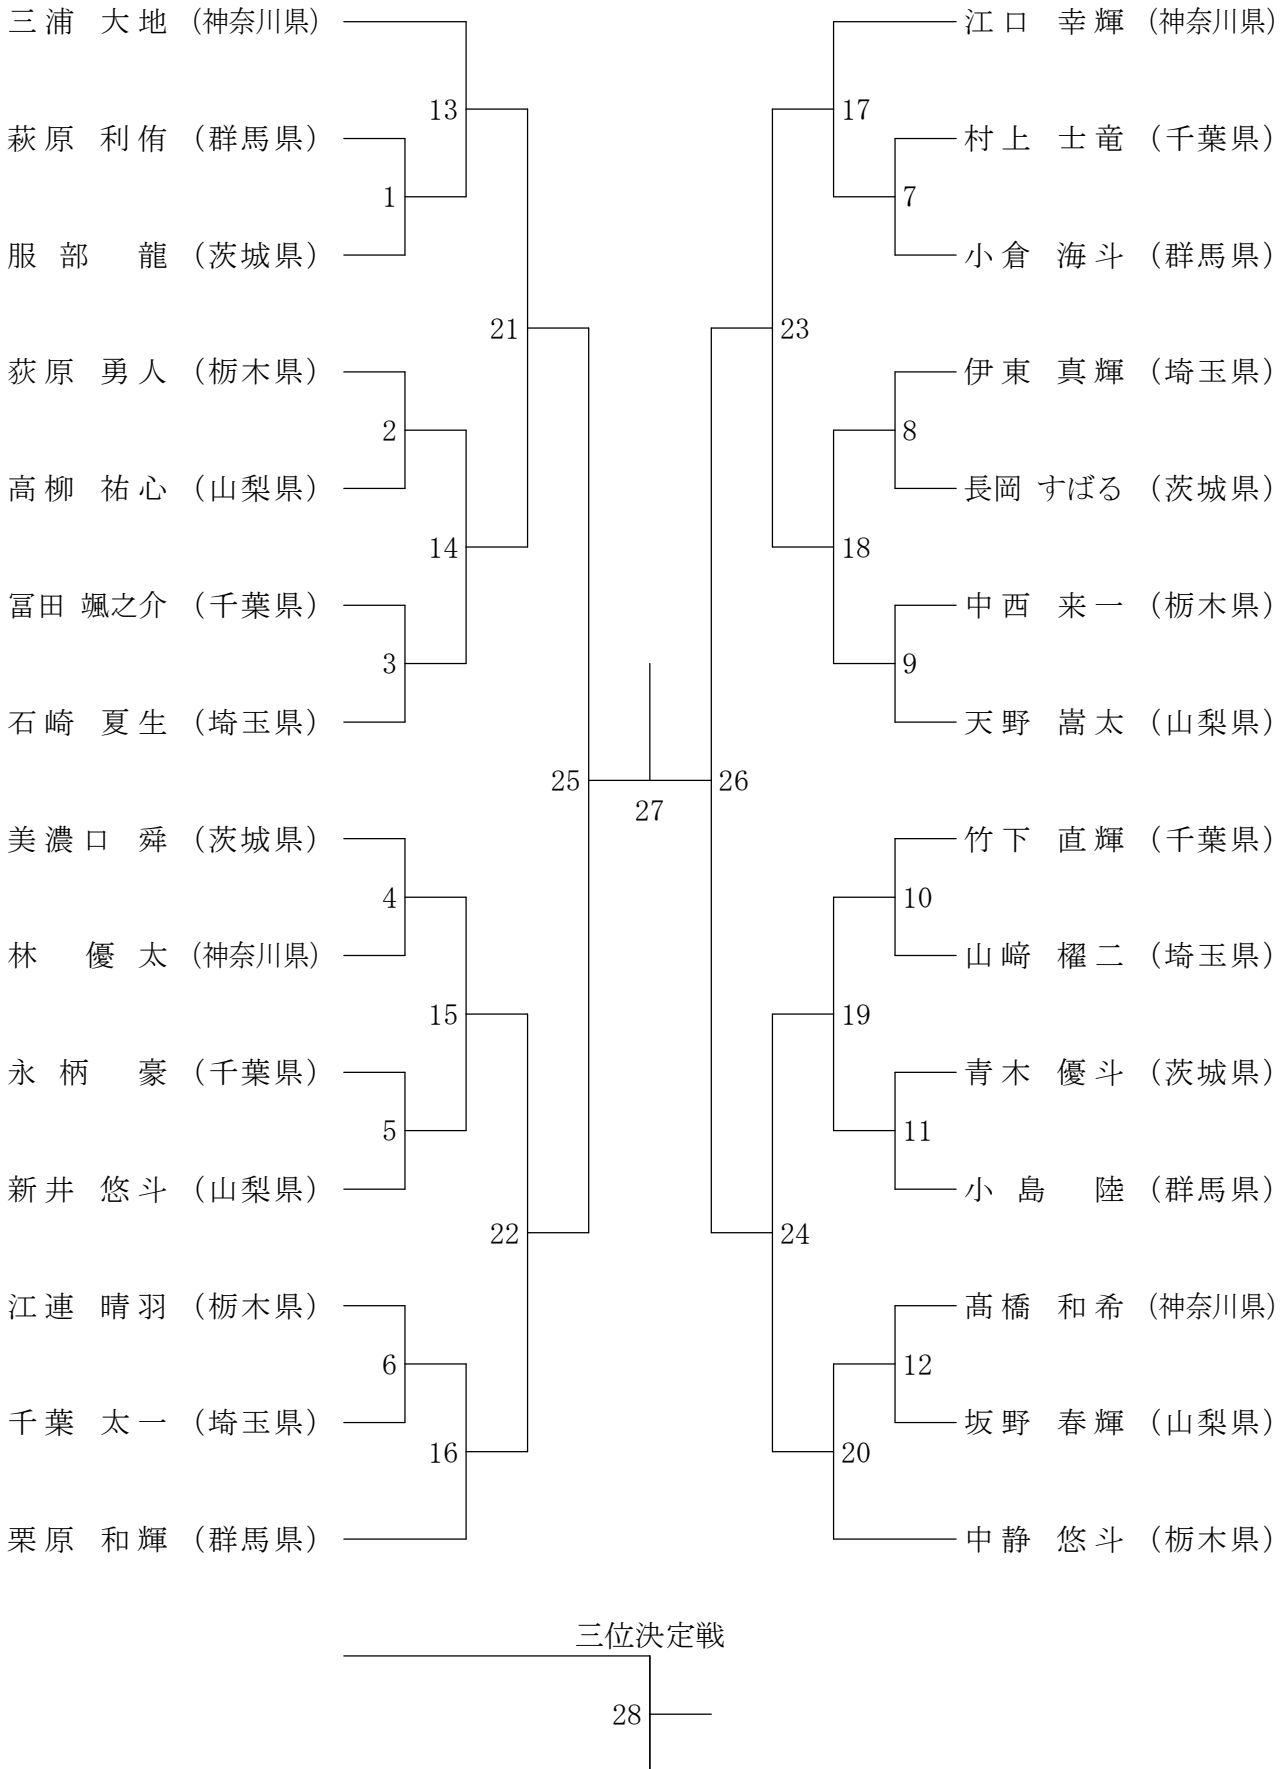 三浦 大地 (神奈川県)
13
萩原 利侑 (群馬県)
1
服部 龍 (茨城県)
21
荻原 勇人 (栃木県)
2
高柳 祐心 (山梨県)
14
冨田 颯之介 (千葉県)
3
石崎 夏生 (埼玉県)
25
美濃口 舜 (茨城県)
4
林 優太 (神奈川県)
15
永柄 豪 (千葉県)
5
新井 悠斗 (山梨県)
22
江連 晴羽 (栃木県)
6
千葉 太一 (埼玉県)
16
栗原 和輝 (群馬県)
27
江口 幸輝 (神奈川県)
17
村上 士竜 (千葉県)
7
小倉 海斗 (群馬県)
23
伊東 真輝 (埼玉県)
8
長岡 すばる (茨城県)
18
中西 来一 (栃木県)
9
天野 嵩太 (山梨県)
26
竹下 直輝 (千葉県)
10
山﨑 櫂二 (埼玉県)
19
青木 優斗 (茨城県)
11
小島 陸 (群馬県)
24
髙橋 和希 (神奈川県)
12
坂野 春輝 (山梨県)
20
中静 悠斗 (栃木県)
三位決定戦
28